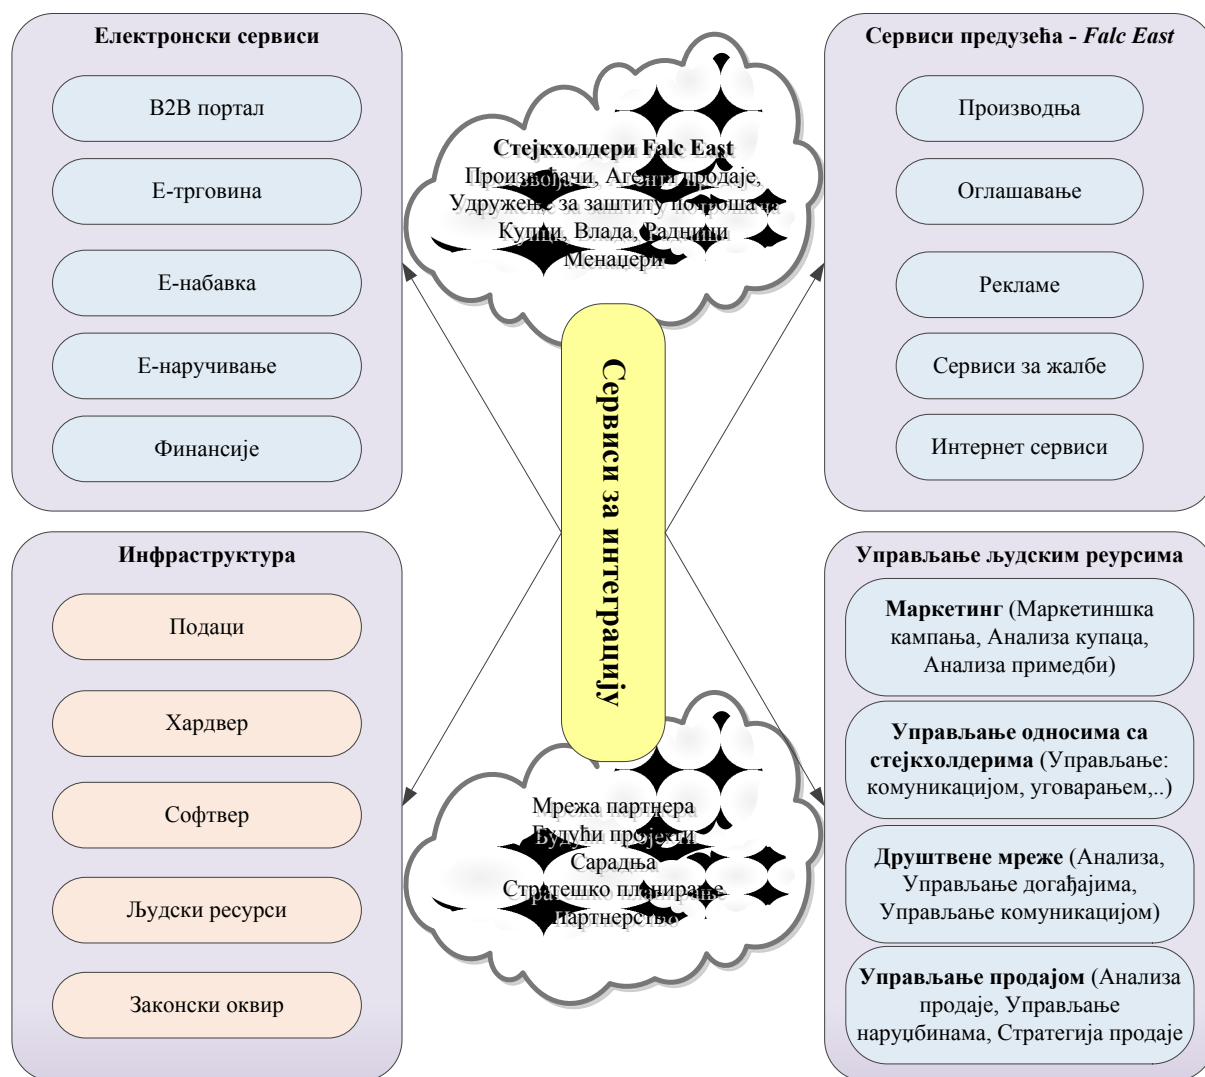 Електронски сервиси
B2B портал
Е-трговина
Е-набавка
Е-наручивање
Финансије
Стејкхолдери Falc East
Произвођачи, Агенти продаје,
Удружење за заштиту потрошача
Купци, Влада, Радници
Менаџери
Сервиси предузећа - Falc East
Производња
Оглашавање
Рекламе
Сервиси за жалбе
Интернет сервиси
Сервиси за интеграцију
Инфраструктура
Подаци
Хардвер
Софтвер
Људски ресурси
Законски оквир
Мрежа партнера
Будући пројекти
Сарадња
Стратешко планирање
Партнерство
Управљање људским реурсима
Маркетинг (Маркетиншка
кампања, Анализа купаца,
Анализа примедби)
Управљање односима са
стејкхолдерима (Управљање:
комуникацијом, уговарањем,..)
Друштвене мреже (Анализа,
Управљање догађајима,
Управљање комуникацијом)
Управљање продајом (Анализа
продаје, Управљање
наруџбинама, Стратегија продаје